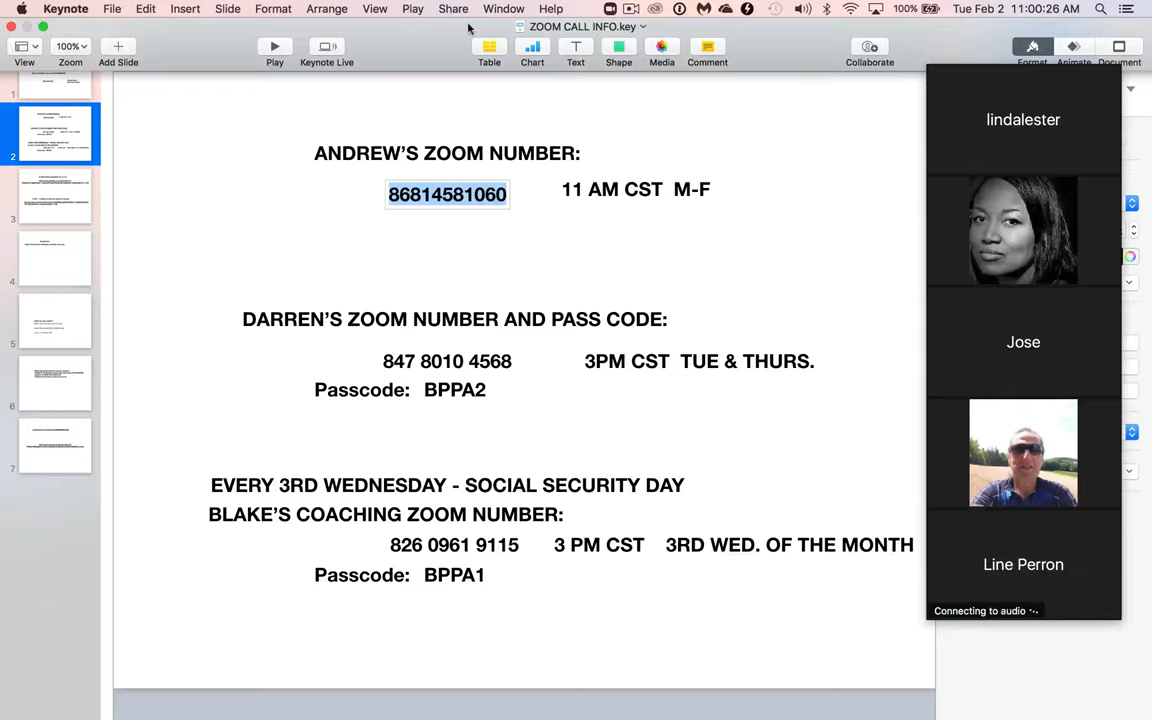 Keynote File Edit Insert Slide Format Arrange View Play Share Window Help 100% Tue Feb 2 11:00:26 AM
ZOOM CALL INFO.key
100%
View Zoom Add Slide Play Keynote Live Table Chart Text Shape Media Comment Collaborate Format Animate Document
1
2
3
4
5
6
7
ANDREW'S ZOOM NUMBER:
86814581060 11 AM CST M-F
DARREN'S ZOOM NUMBER AND PASS CODE:
847 8010 4568 3PM CST TUE & THURS.
Passcode: BPPA2
EVERY 3RD WEDNESDAY - SOCIAL SECURITY DAY
BLAKE'S COACHING ZOOM NUMBER:
826 0961 9115 3 PM CST 3RD WED. OF THE MONTH
Passcode: BPPA1
lindalester
Jose
Line Perron
Connecting to audio